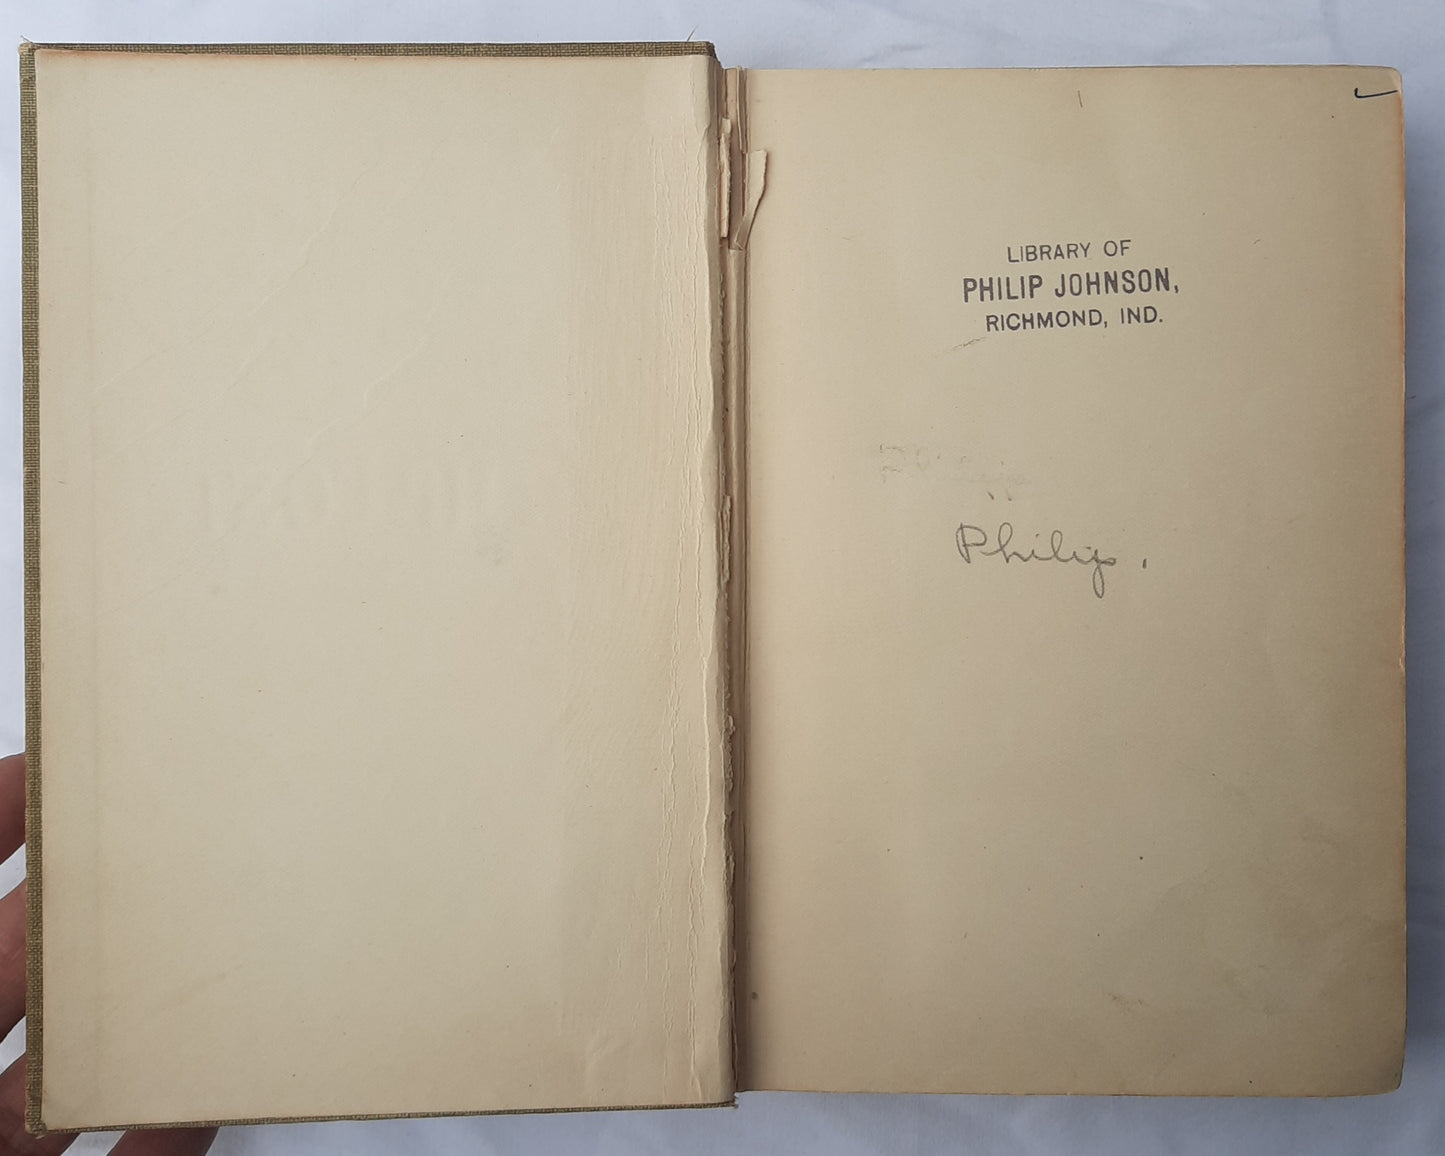 LIBRARY OF
PHILIP JOHNSON,
RICHMOND, IND.
Philip.